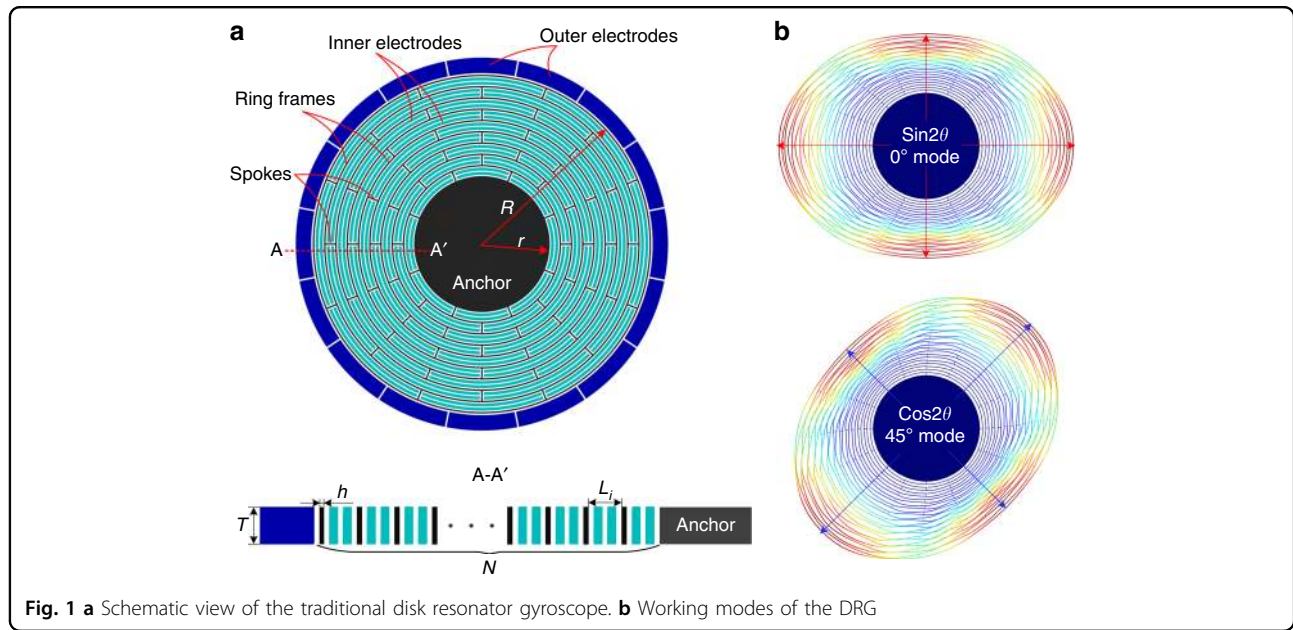 a
Inner electrodes
Outer electrodes
Ring frames
Spokes
A
A′
R
r
Anchor
A-A′
h
L_i
T
Anchor
N
b
Sin2θ
0° mode
Cos2θ
45° mode
Fig. 1 a Schematic view of the traditional disk resonator gyroscope. b Working modes of the DRG